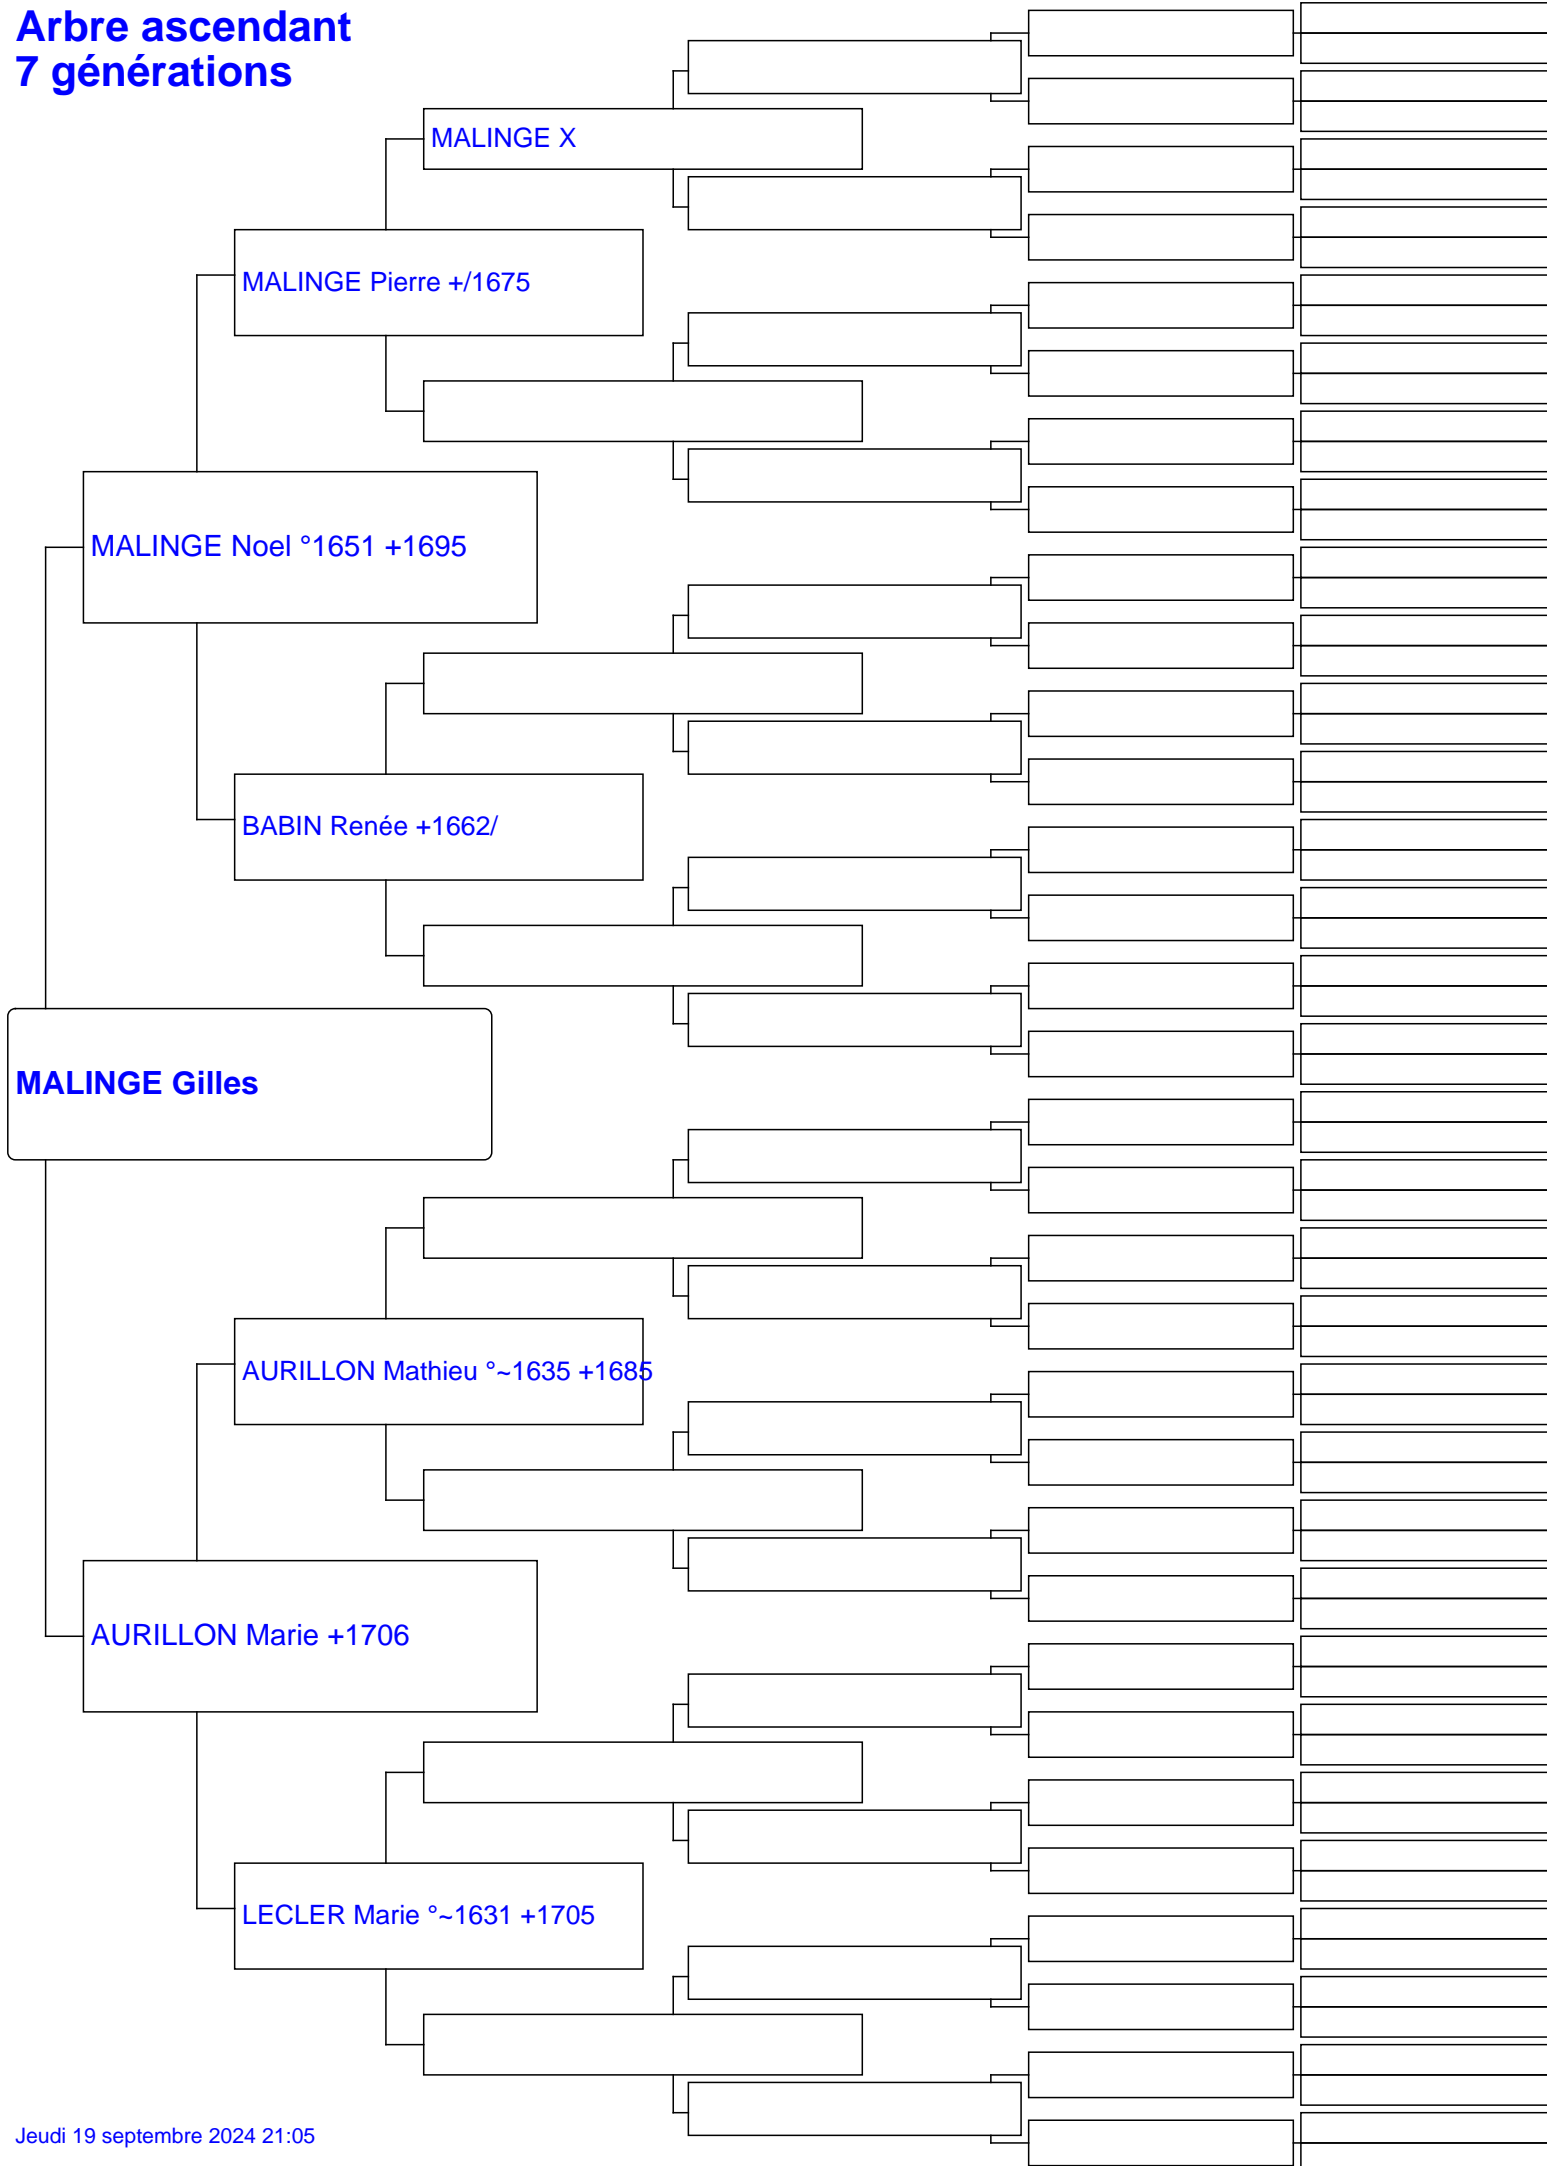 Arbre ascendant
7 générations
MALINGE X
MALINGE Pierre +/1675
MALINGE Noel °1651 +1695
BABIN Renée +1662/
MALINGE Gilles
AURILLON Mathieu °~1635 +1685
AURILLON Marie +1706
LECLER Marie °~1631 +1705
Jeudi 19 septembre 2024 21:05